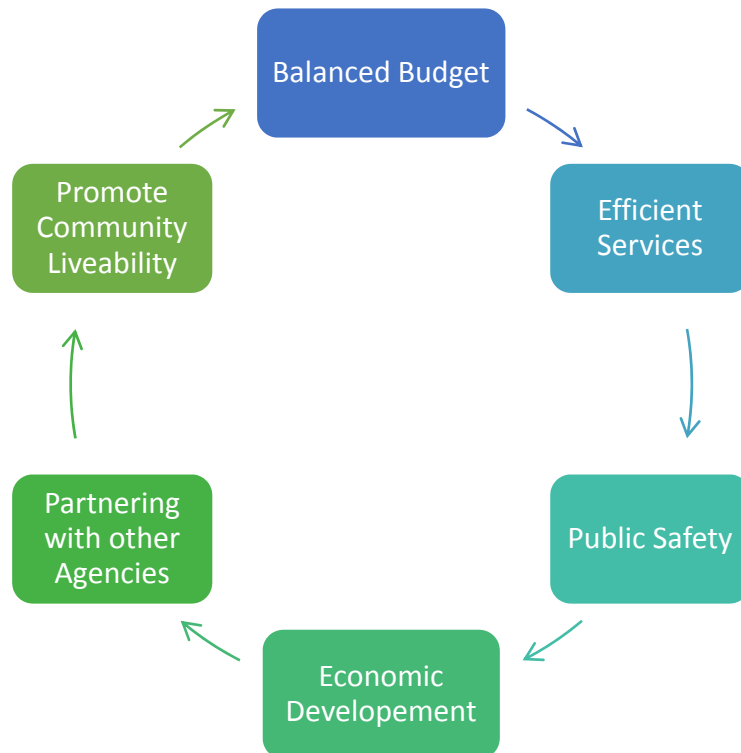 Balanced Budget
Efficient
Services
Public Safety
Economic
Developement
Partnering
with other
Agencies
Promote
Community
Liveability